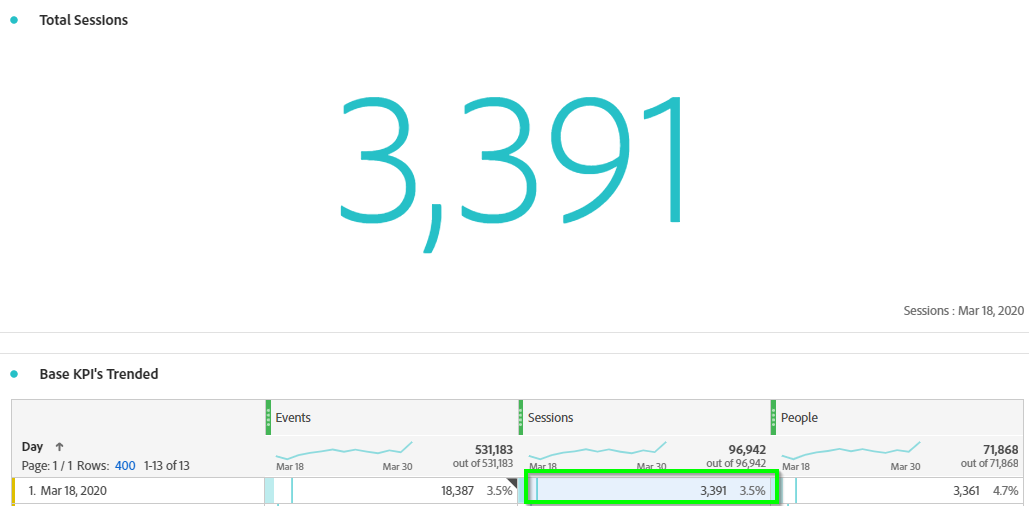 Total Sessions
3,391
Sessions : Mar 18, 2020
Base KPI's Trended
Events Sessions People
Day ↑ 531,183 96,942 71,868
Page: 1 / 1 Rows: 400 1-13 of 13 Mar 18 Mar 30 out of 531,183 Mar 18 Mar 30 out of 96,942 Mar 18 Mar 30 out of 71,868
1. Mar 18, 2020 18,387 3.5% 3,391 3.5% 3,361 4.7%